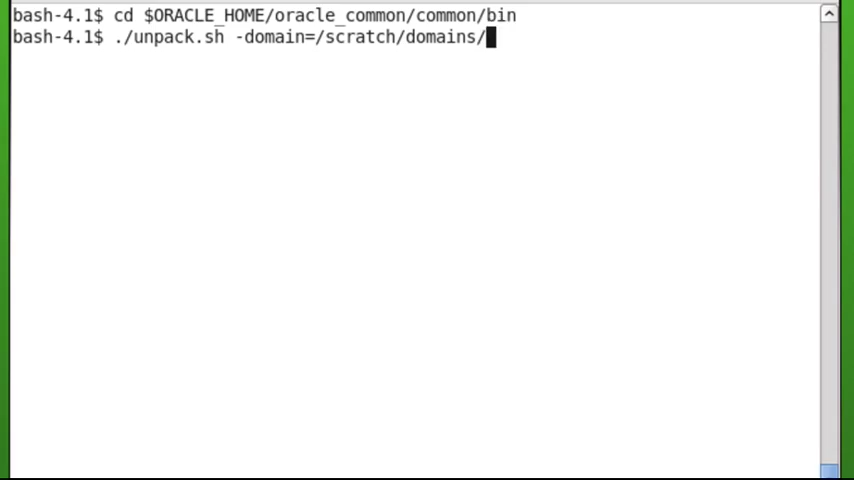 bash-4.1$ cd $ORACLE_HOME/oracle_common/common/bin
bash-4.1$ ./unpack.sh -domain=/scratch/domains/